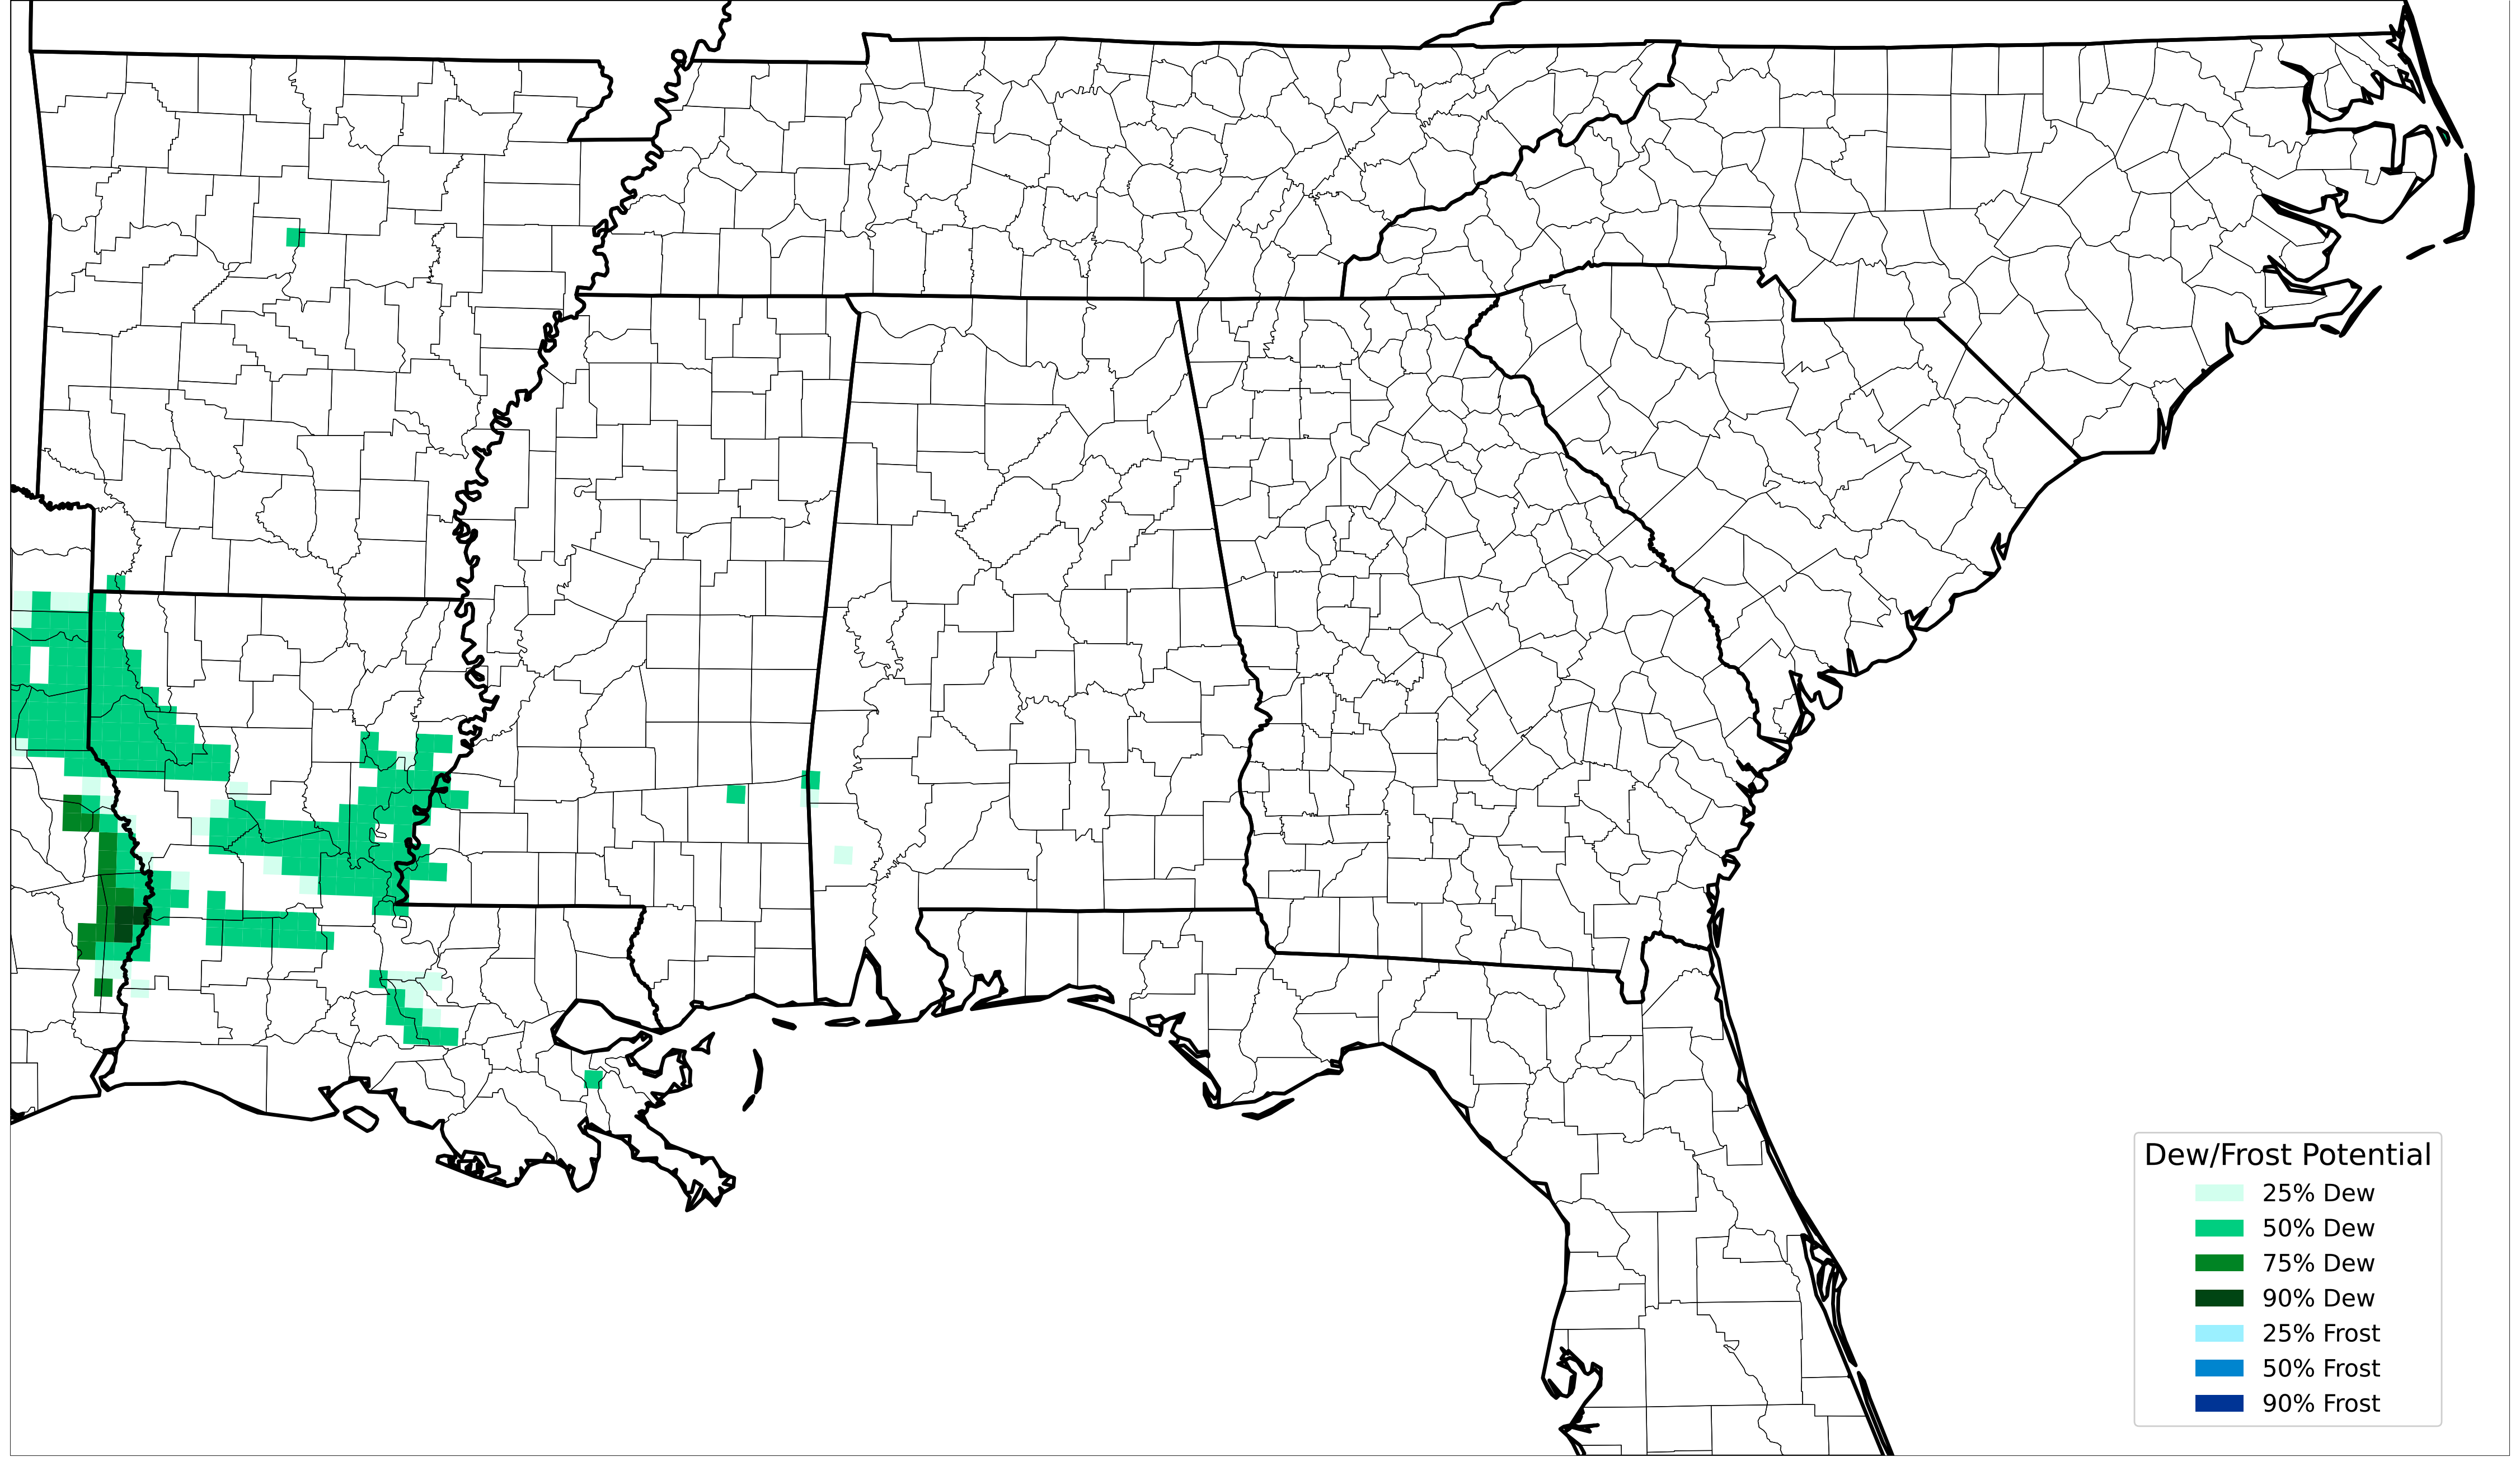 Dew/Frost Potential
25% Dew
50% Dew
75% Dew
90% Dew
25% Frost
50% Frost
90% Frost